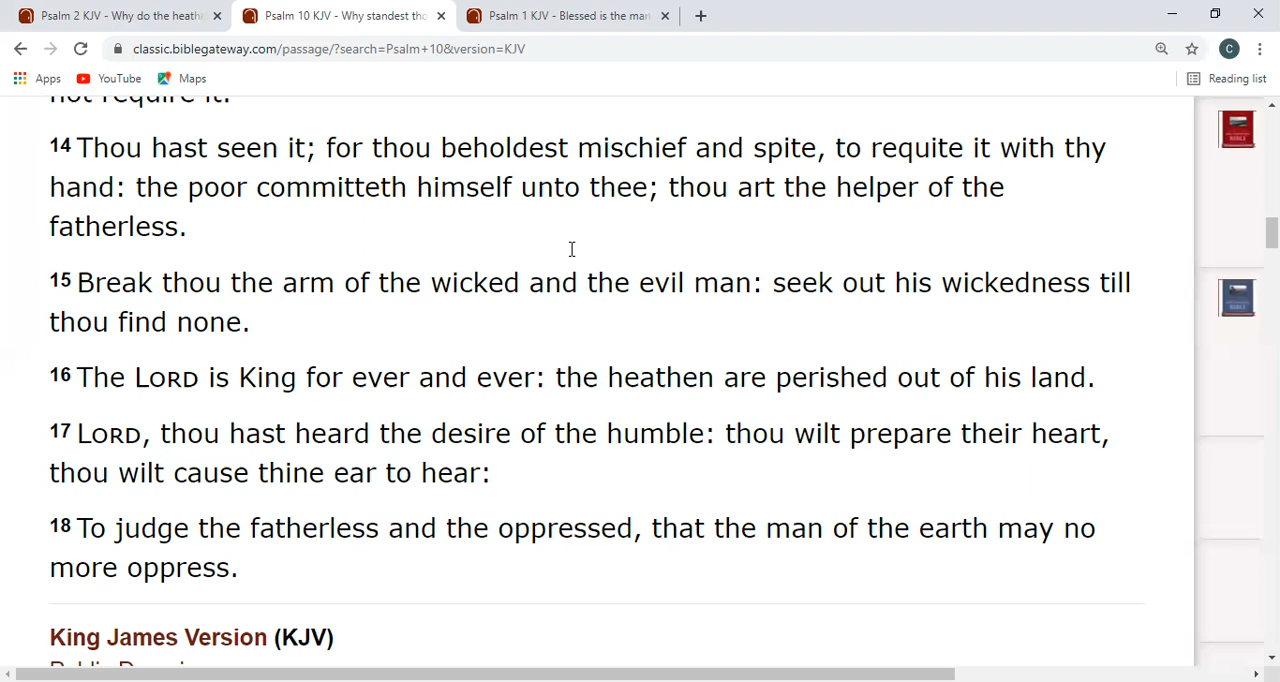 Psalm 2 KJV - Why do the heath
Psalm 10 KJV - Why standest tho
Psalm 1 KJV - Blessed is the man
classic.biblegateway.com/passage/?search=Psalm+10&version=KJV
C
Apps
YouTube
Maps
Reading list
not require it.
14 Thou hast seen it; for thou beholdest mischief and spite, to requite it with thy
hand: the poor committeth himself unto thee; thou art the helper of the
fatherless.
15 Break thou the arm of the wicked and the evil man: seek out his wickedness till
thou find none.
16 The LORD is King for ever and ever: the heathen are perished out of his land.
17 LORD, thou hast heard the desire of the humble: thou wilt prepare their heart,
thou wilt cause thine ear to hear:
18 To judge the fatherless and the oppressed, that the man of the earth may no
more oppress.
King James Version (KJV)
Public Domain